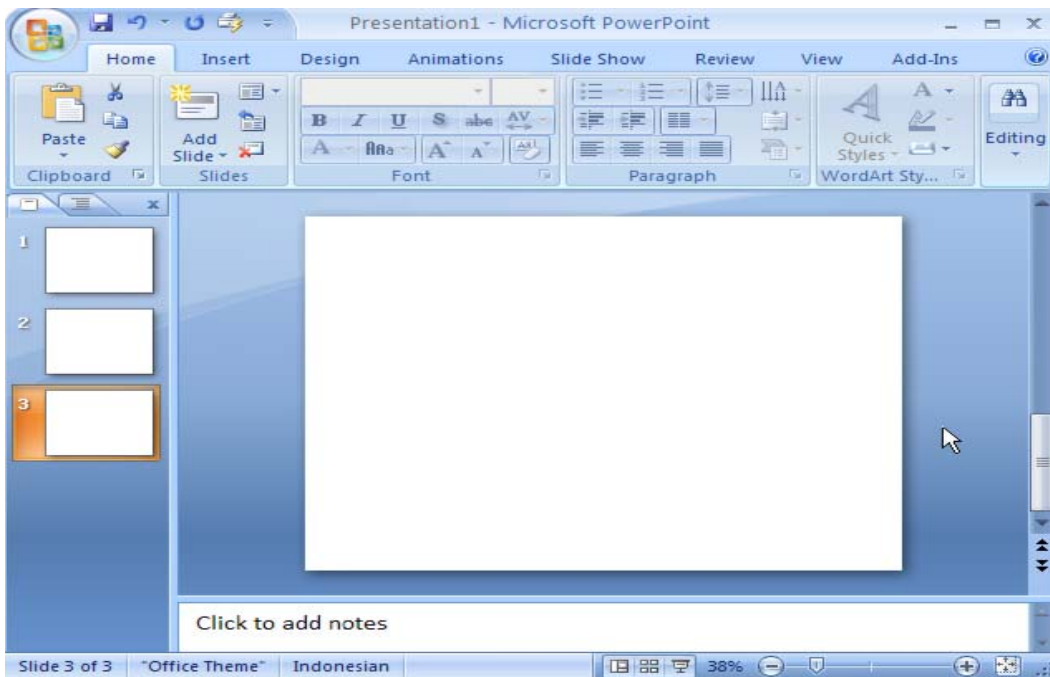 Presentation1 - Microsoft PowerPoint
Home Insert Design Animations Slide Show Review View Add-Ins
Paste
Add
Slide
B I U S abe AV
A Aa A A
Quick
Styles
Editing
Clipboard Slides Font Paragraph WordArt Sty...
1
2
3
Click to add notes
Slide 3 of 3 "Office Theme" Indonesian 38%